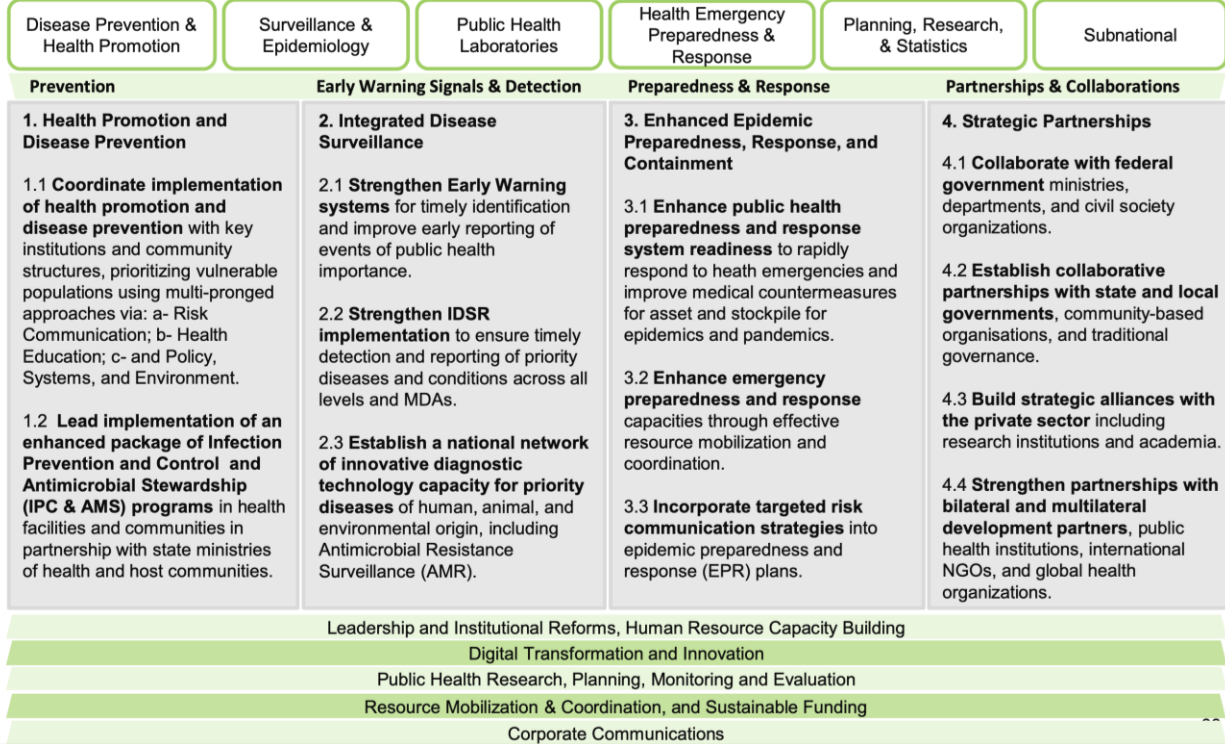 Disease Prevention &
Health Promotion
Surveillance &
Epidemiology
Public Health
Laboratories
Health Emergency
Preparedness &
Response
Planning, Research,
& Statistics
Subnational
Prevention
Early Warning Signals & Detection
Preparedness & Response
Partnerships & Collaborations
1. Health Promotion and
Disease Prevention
1.1 Coordinate implementation
of health promotion and
disease prevention with key
institutions and community
structures, prioritizing vulnerable
populations using multi-pronged
approaches via: a- Risk
Communication; b- Health
Education; c- and Policy,
Systems, and Environment.
1.2 Lead implementation of an
enhanced package of Infection
Prevention and Control and
Antimicrobial Stewardship
(IPC & AMS) programs in health
facilities and communities in
partnership with state ministries
of health and host communities.
2. Integrated Disease
Surveillance
2.1 Strengthen Early Warning
systems for timely identification
and improve early reporting of
events of public health
importance.
2.2 Strengthen IDSR
implementation to ensure timely
detection and reporting of priority
diseases and conditions across all
levels and MDAs.
2.3 Establish a national network
of innovative diagnostic
technology capacity for priority
diseases of human, animal, and
environmental origin, including
Antimicrobial Resistance
Surveillance (AMR).
3. Enhanced Epidemic
Preparedness, Response, and
Containment
3.1 Enhance public health
preparedness and response
system readiness to rapidly
respond to heath emergencies and
improve medical countermeasures
for asset and stockpile for
epidemics and pandemics.
3.2 Enhance emergency
preparedness and response
capacities through effective
resource mobilization and
coordination.
3.3 Incorporate targeted risk
communication strategies into
epidemic preparedness and
response (EPR) plans.
4. Strategic Partnerships
4.1 Collaborate with federal
government ministries,
departments, and civil society
organizations.
4.2 Establish collaborative
partnerships with state and local
governments, community-based
organisations, and traditional
governance.
4.3 Build strategic alliances with
the private sector including
research institutions and academia.
4.4 Strengthen partnerships with
bilateral and multilateral
development partners, public
health institutions, international
NGOs, and global health
organizations.
Leadership and Institutional Reforms, Human Resource Capacity Building
Digital Transformation and Innovation
Public Health Research, Planning, Monitoring and Evaluation
Resource Mobilization & Coordination, and Sustainable Funding
Corporate Communications